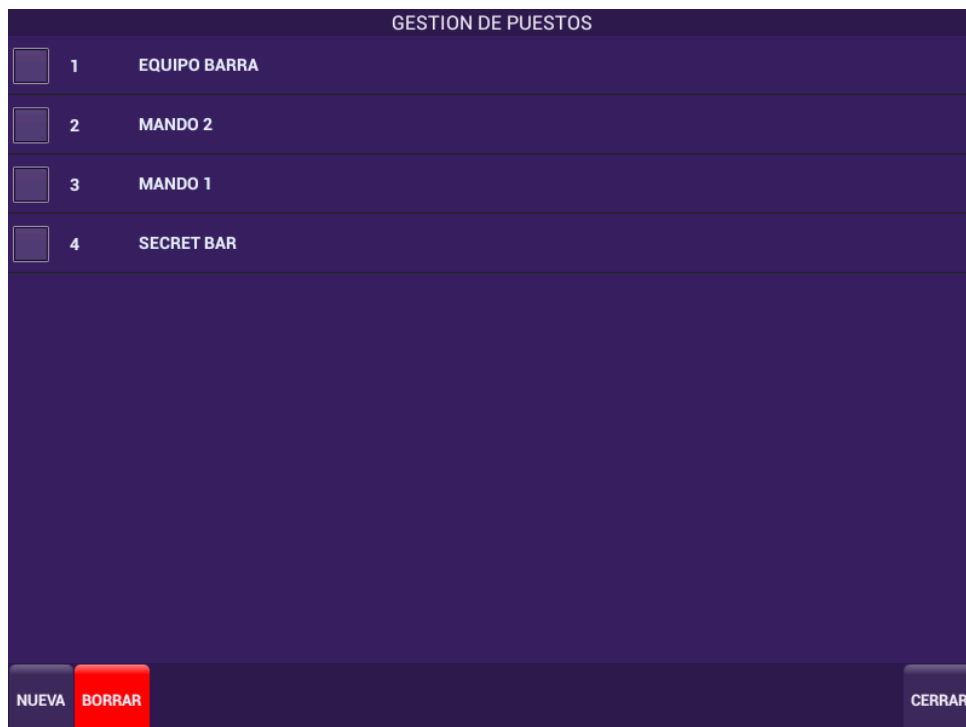 GESTION DE PUESTOS
1 EQUIPO BARRA
2 MANDO 2
3 MANDO 1
4 SECRET BAR
NUEVA BORRAR CERRAR